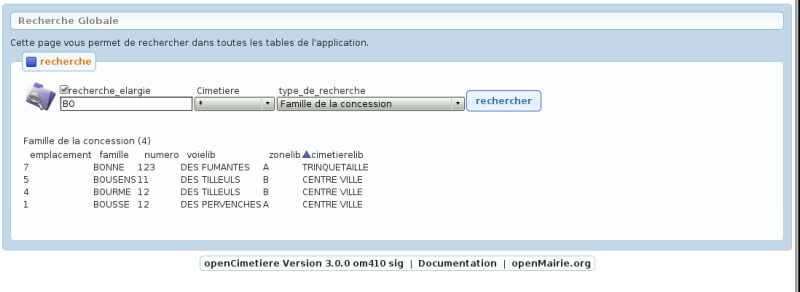 Recherche Globale
Cette page vous permet de rechercher dans toutes les tables de l'application.
recherche
recherche_elargie Cimetiere type_de_recherche
BO * Famille de la concession rechercher
Famille de la concession (4)
emplacement famille numero voielib zonelib cimetierelib
7 BONNE 123 DES FUMANTES A TRINQUETAILLE
5 BOUSENS 11 DES TILLEULS B CENTRE VILLE
4 BOURME 12 DES TILLEULS B CENTRE VILLE
1 BOUSSE 12 DES PERVENCHES A CENTRE VILLE
openCimetiere Version 3.0.0 om410 sig | Documentation | openMairie.org